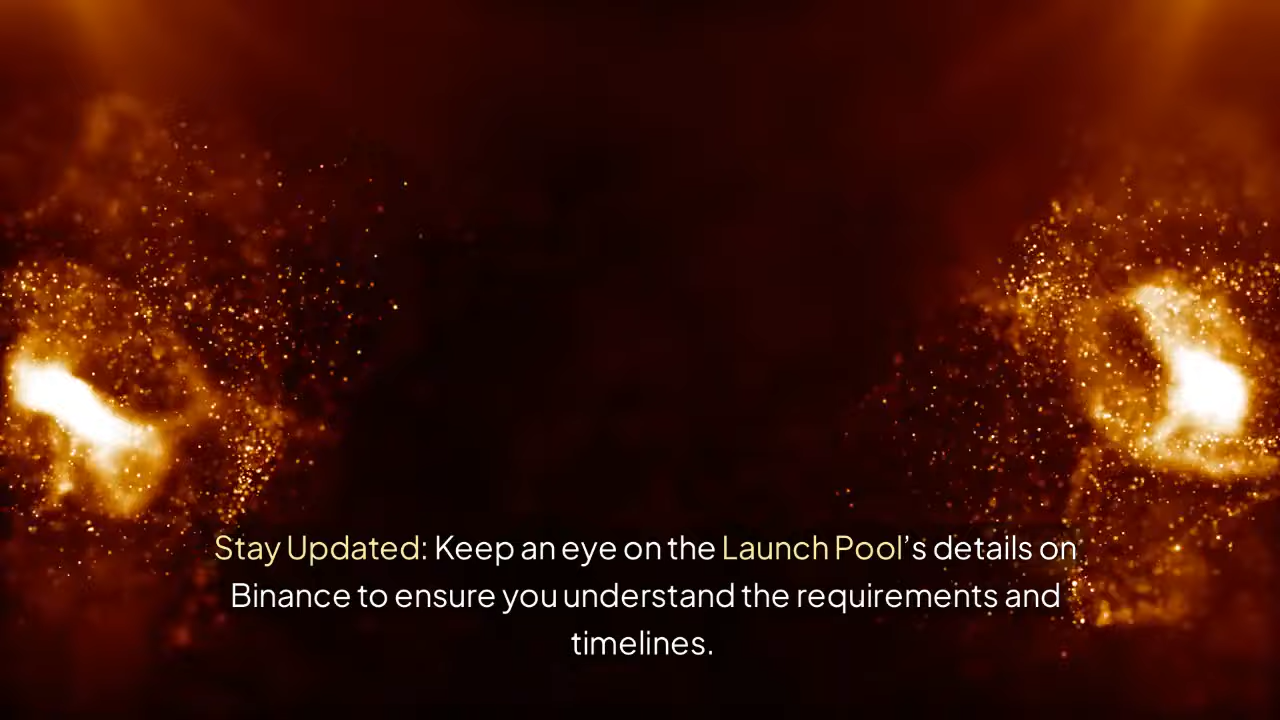 Stay Updated: Keep an eye on the Launch Pool’s details on
Binance to ensure you understand the requirements and
timelines.